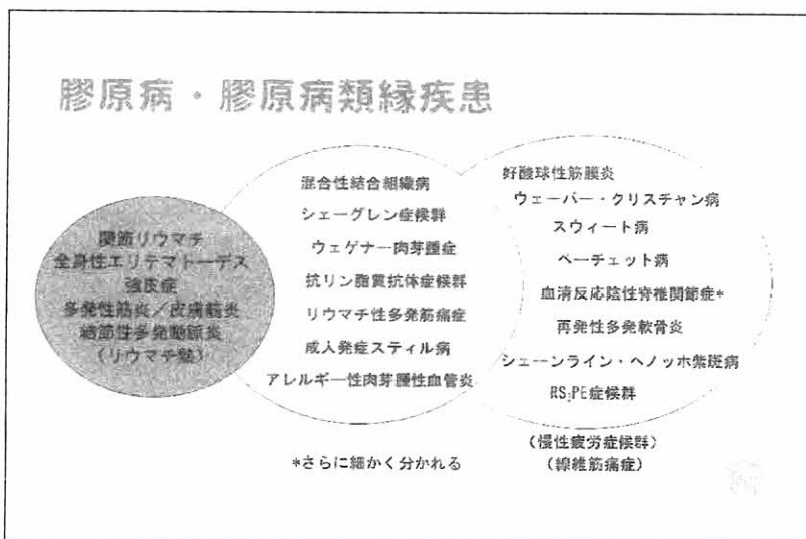 膠原病・膠原病類縁疾患
関節リウマチ
全身性エリテマトーデス
強皮症
多発性筋炎／皮膚筋炎
結節性多発動脈炎
(リウマチ熱)
混合性結合組織病
シェーグレン症候群
ウェゲナー肉芽腫症
抗リン脂質抗体症候群
リウマチ性多発筋痛症
成人発症スティル病
アレルギー性肉芽腫性血管炎
好酸球性筋膜炎
ウェーバー・クリスチャン病
スウィート病
ベーチェット病
血清反応陰性脊椎関節症*
再発性多発軟骨炎
シェーンライン・ヘノッホ紫斑病
RS3PE症候群
(慢性疲労症候群)
(線維筋痛症)
*さらに細かく分かれる